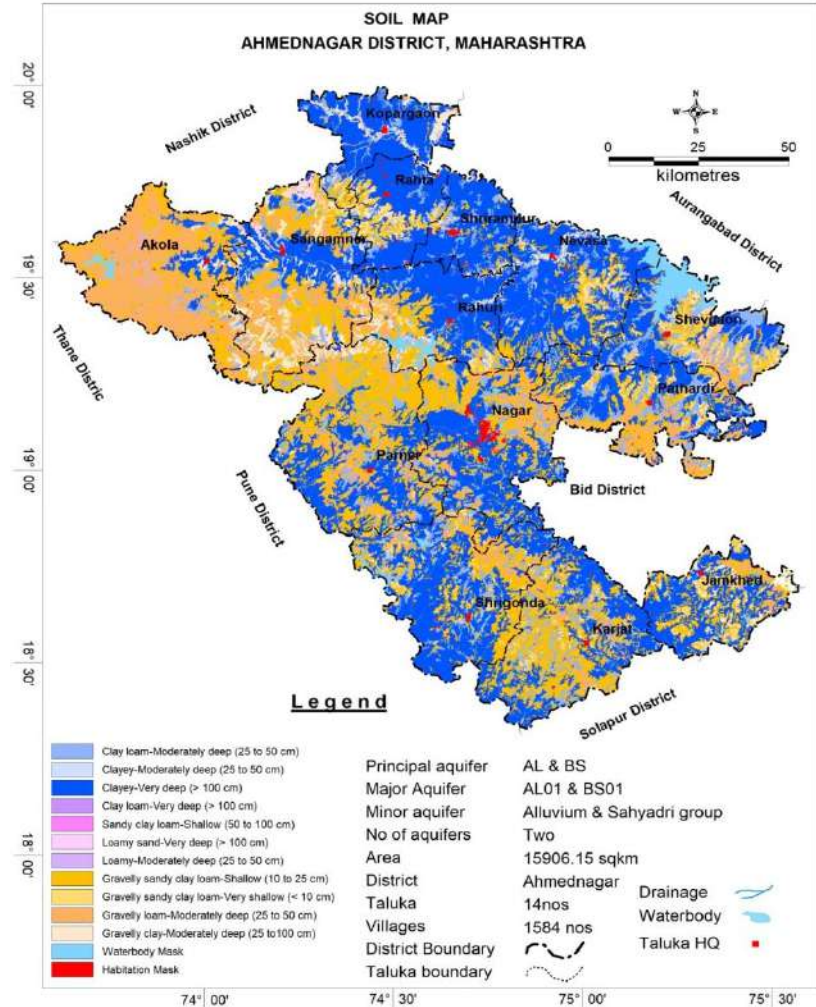 SOIL MAP
AHMEDNAGAR DISTRICT, MAHARASHTRA
20° 00'
19° 30'
19° 00'
18° 30'
18° 00'
N
W E
S
0 25 50
kilometres
Nashik District
Aurangabad District
Thane Distric
Pune District
Bid District
Solapur District
Kopargaon
Rahta
Shrirampur
Akola
Sangamner
Nevasa
Rahuri
Shevgaon
Pathardi
Nagar
Parner
Jamkhed
Shrigonda
Karjat
Legend
Clay loam-Moderately deep (25 to 50 cm)
Clayey-Moderately deep (25 to 50 cm)
Clayey-Very deep (> 100 cm)
Clay loam-Very deep (> 100 cm)
Sandy clay loam-Shallow (50 to 100 cm)
Loamy sand-Very deep (> 100 cm)
Loamy-Moderately deep (25 to 50 cm)
Gravelly sandy clay loam-Shallow (10 to 25 cm)
Gravelly sandy clay loam-Very shallow (< 10 cm)
Gravelly loam-Moderately deep (25 to 50 cm)
Gravelly clay-Moderately deep (25 to100 cm)
Waterbody Mask
Habitation Mask
Principal aquifer AL & BS
Major Aquifer AL01 & BS01
Minor aquifer Alluvium & Sahyadri group
No of aquifers Two
Area 15906.15 sqkm
District Ahmednagar
Taluka 14nos
Villages 1584 nos
District Boundary
Taluka boundary
Drainage
Waterbody
Taluka HQ
74° 00' 74° 30' 75° 00' 75° 30'